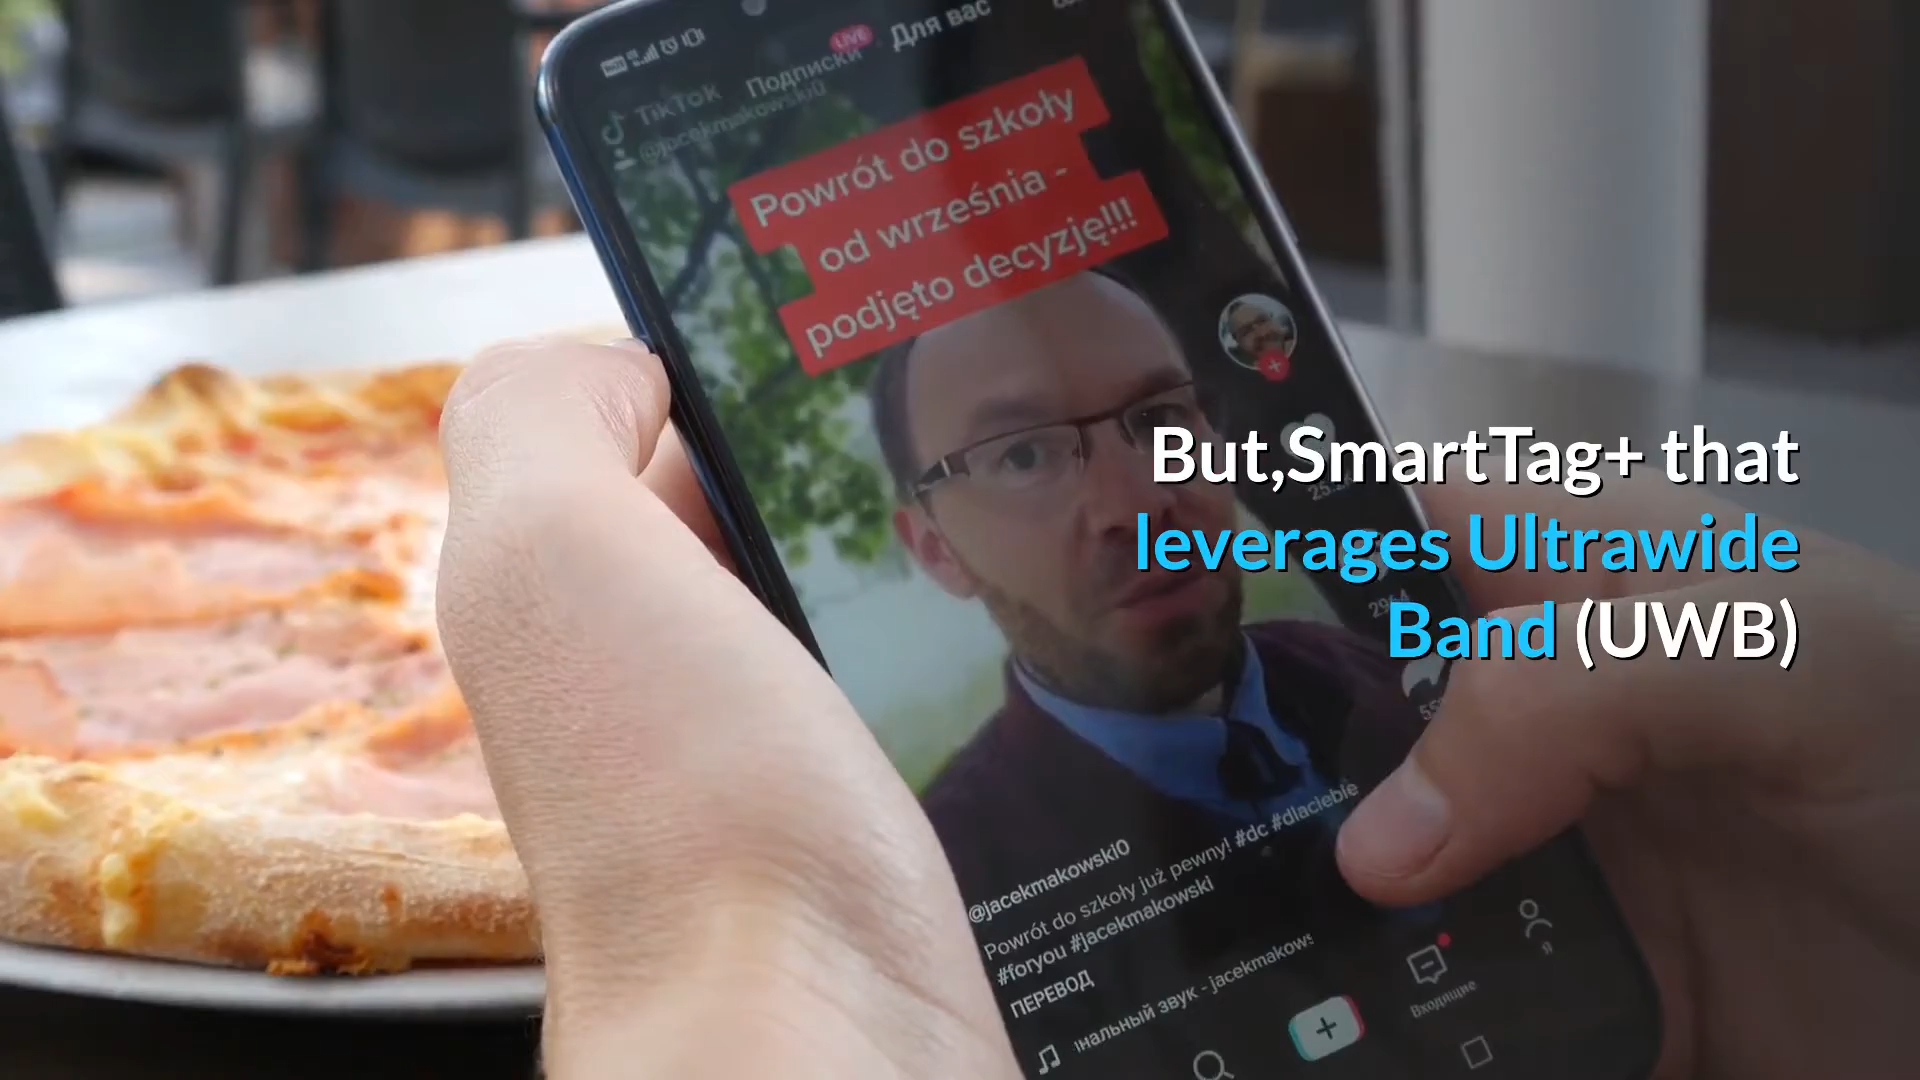 LIVE
Подписки
Для вас
TikTok
@jacekmakowski0
Powrót do szkoły
od września -
podjęto decyzję!!!
But,SmartTag+ that
leverages Ultrawide
Band (UWB)
2964
@jacekmakowski0
Powrót do szkoły już pewny! #dc #dlaciebie
#foryou #jacekmakowski
ПЕРЕВОД
нальный звук - jacekmakows
Входящие
Я